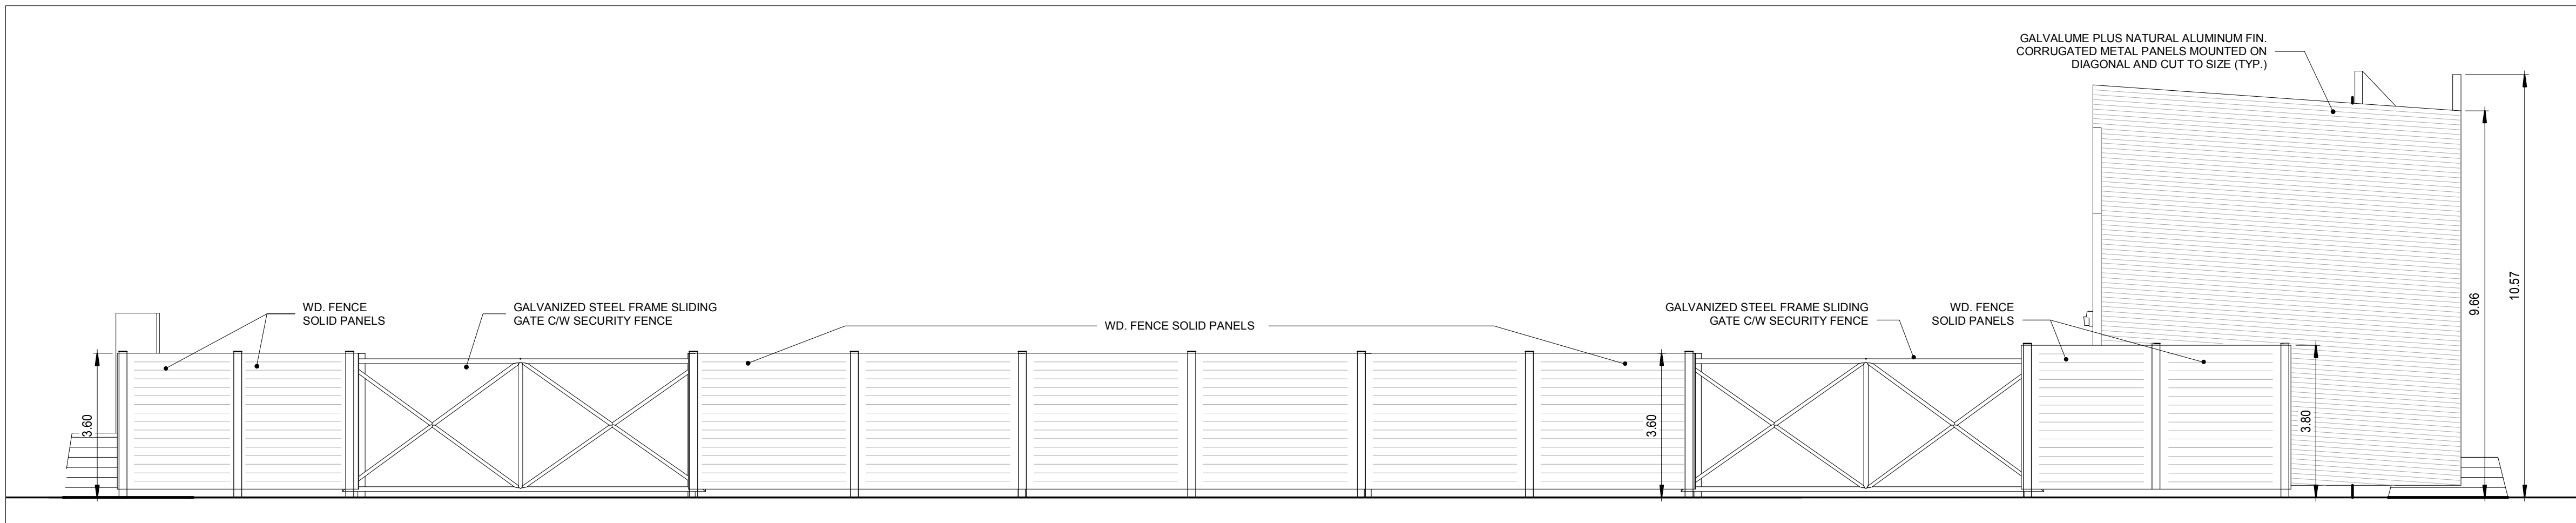 GALVALUME PLUS NATURAL ALUMINUM FIN.
CORRUGATED METAL PANELS MOUNTED ON
DIAGONAL AND CUT TO SIZE (TYP.)
WD. FENCE
SOLID PANELS
GALVANIZED STEEL FRAME SLIDING
GATE C/W SECURITY FENCE
WD. FENCE SOLID PANELS
GALVANIZED STEEL FRAME SLIDING
GATE C/W SECURITY FENCE
WD. FENCE
SOLID PANELS
3.60
3.60
3.80
9.66
10.57